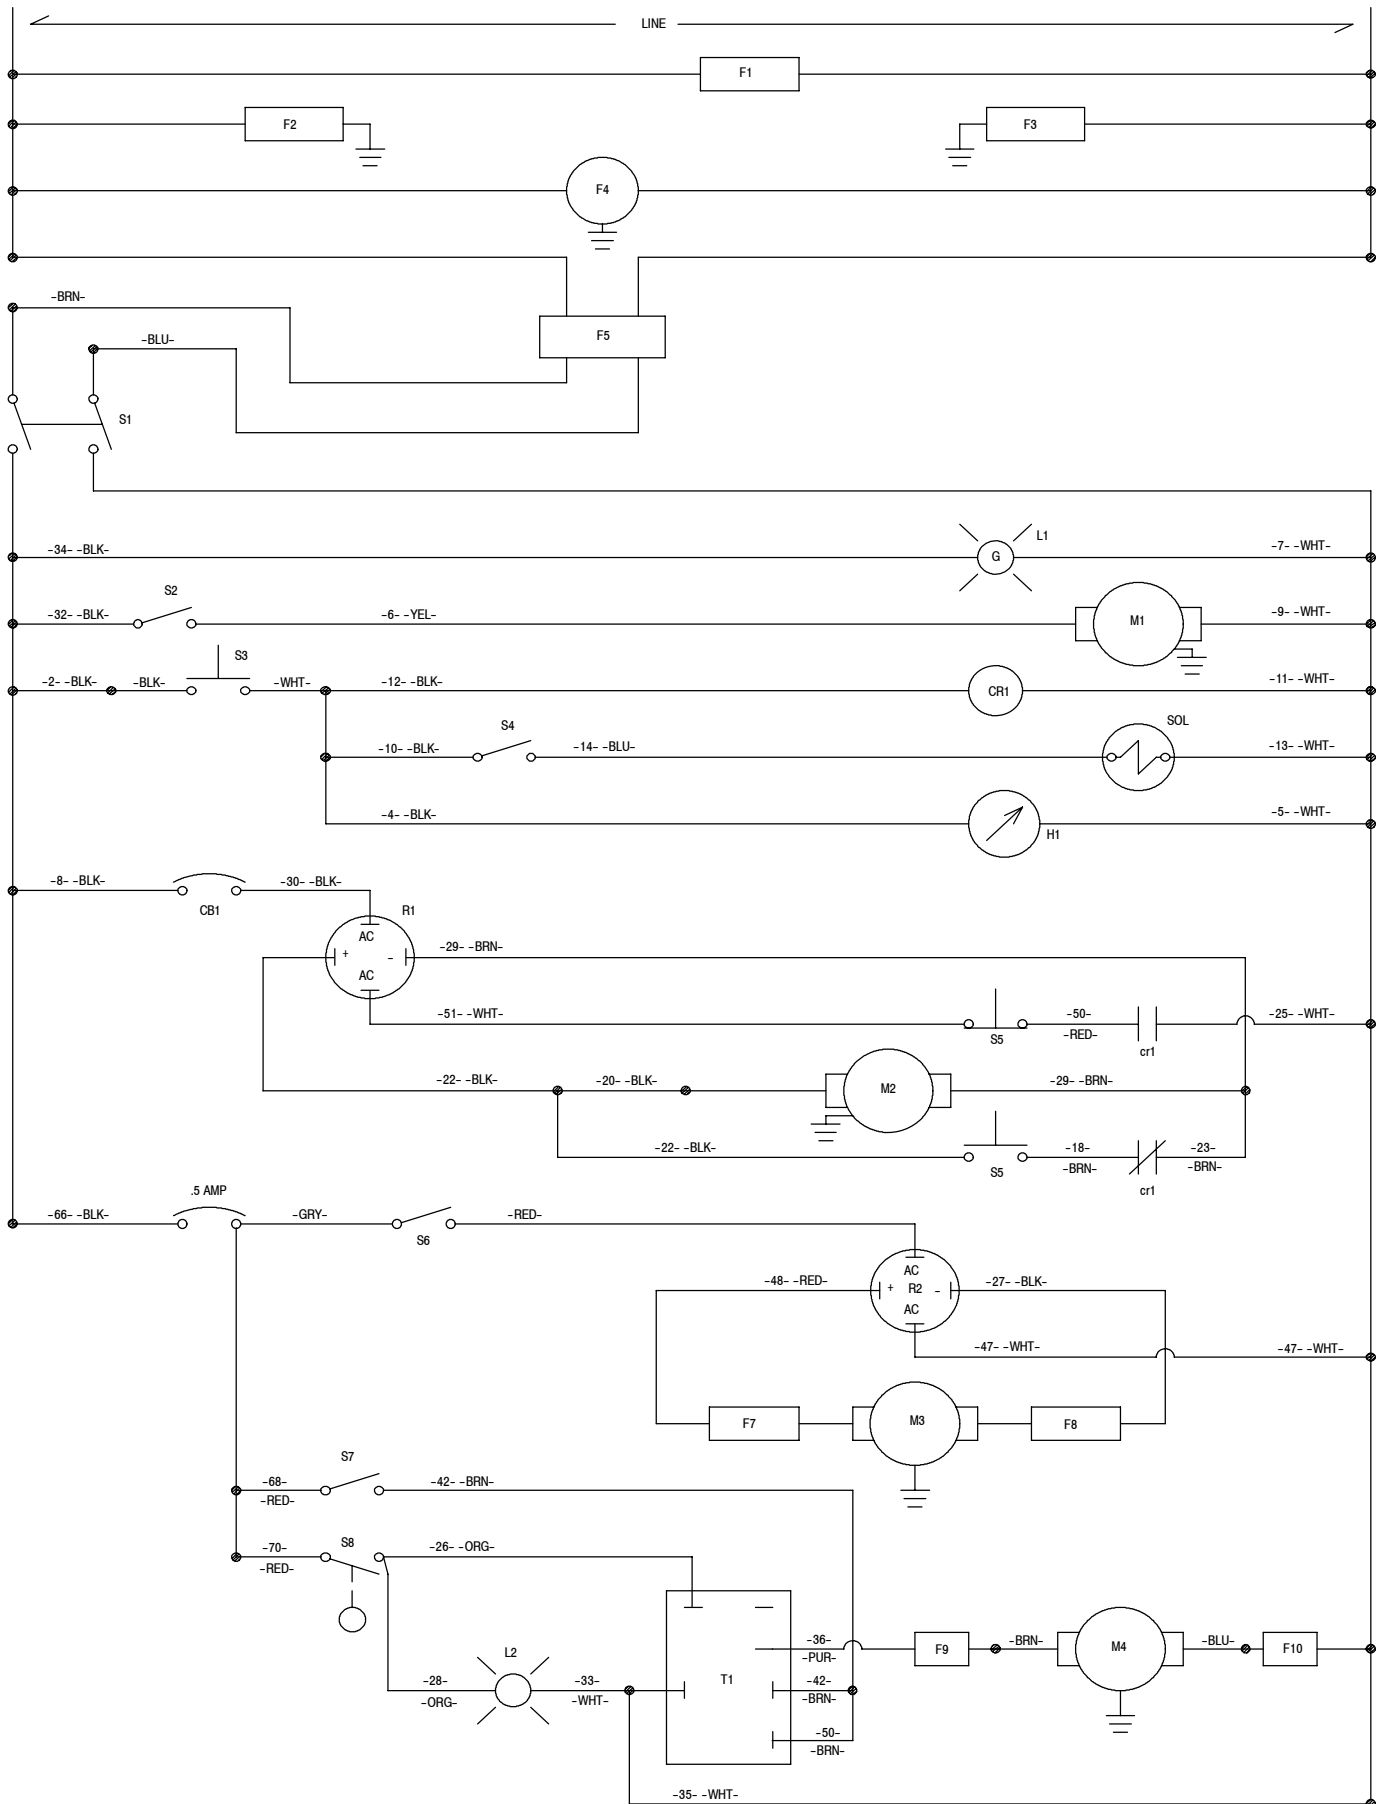 LINE
F1
F2
F3
F4
-BRN-
F5
-BLU-
S1
-34- -BLK-
G
L1
-7- -WHT-
-32- -BLK-
S2
-6- -YEL-
M1
-9- -WHT-
-2- -BLK-
-BLK-
S3
-WHT-
-12- -BLK-
CR1
-11- -WHT-
-10- -BLK-
S4
-14- -BLU-
SOL
-13- -WHT-
-4- -BLK-
H1
-5- -WHT-
-8- -BLK-
CB1
-30- -BLK-
R1
AC
+
-
AC
-29- -BRN-
-51- -WHT-
S5
-50-
-RED-
cr1
-25- -WHT-
-22- -BLK-
-20- -BLK-
M2
-29- -BRN-
-22- -BLK-
S5
-18-
-BRN-
cr1
-23-
-BRN-
-66- -BLK-
.5 AMP
-GRY-
S6
-RED-
AC
+ R2 -
AC
-48- -RED-
-27- -BLK-
-47- -WHT-
-47- -WHT-
F7
M3
F8
-68-
-RED-
S7
-42- -BRN-
-70-
-RED-
S8
-26- -ORG-
-28-
-ORG-
L2
-33-
-WHT-
T1
-36-
-PUR-
-42-
-BRN-
-50-
-BRN-
F9
-BRN-
M4
-BLU-
F10
-35- -WHT-